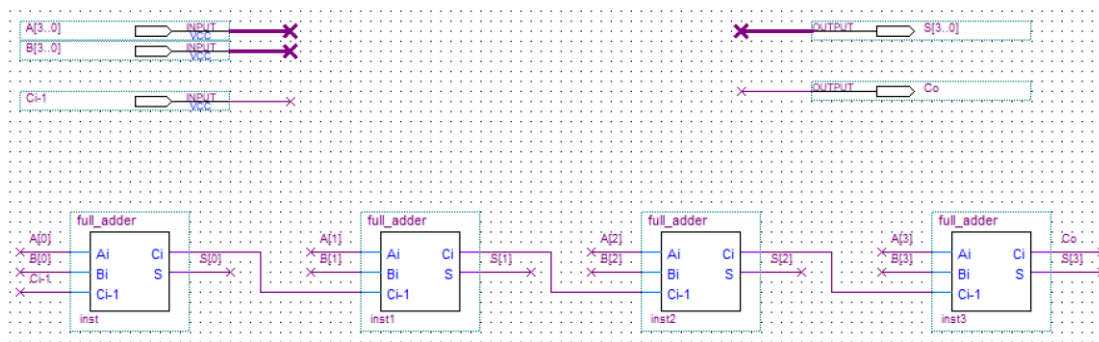 A[3..0] INPUT VCC
B[3..0] INPUT VCC
Ci-1 INPUT VCC
OUTPUT S[3..0]
OUTPUT Co
full_adder
A[0] Ai Ci
B[0] Bi S S[0]
Ci-1 Ci-1
inst
full_adder
A[1] Ai Ci
B[1] Bi S S[1]
Ci-1
inst1
full_adder
A[2] Ai Ci
B[2] Bi S S[2]
Ci-1
inst2
full_adder
A[3] Ai Ci Co
B[3] Bi S S[3]
Ci-1
inst3